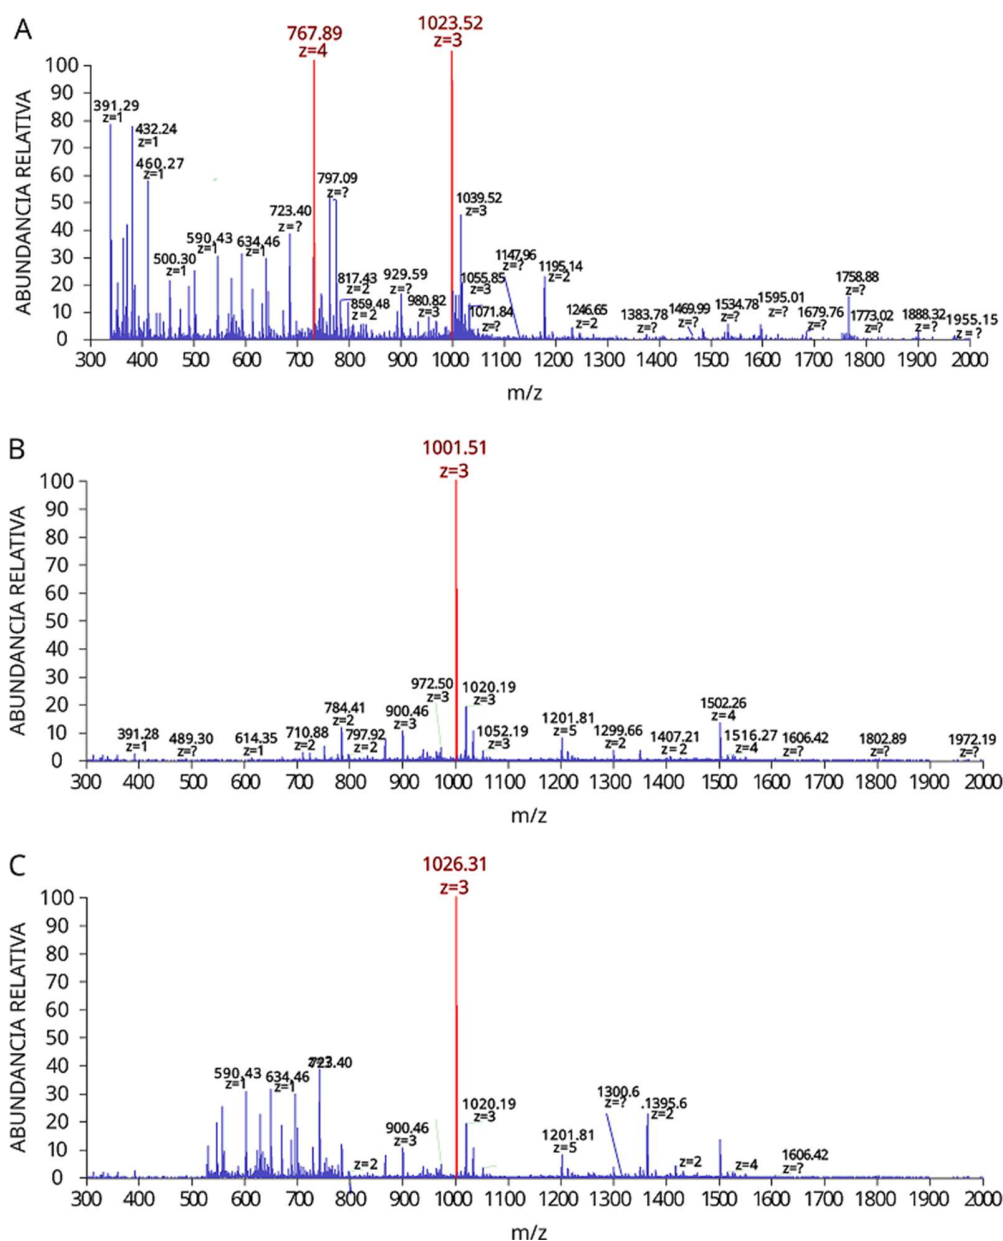 A
767.89
z=4
1023.52
z=3
ABUNDANCIA RELATIVA
100
90
80
70
60
50
40
30
20
10
0
391.29
z=1
432.24
z=1
460.27
z=1
500.30
z=1
590,43
z=1
634,46
z=1
723.40
z=?
797.09
z=?
817.43
z=2
859.48
z=2
929.59
z=?
980.82
1039.52
z=3
1055.85
z=3
1071.84
z=?
1147.96
z=?
1195.14
z=2
1246.65
z=2
1383.78
z=?
1469.99
z=?
1534.78
z=?
1595.01
z=?
1679.76
z=?
1758.88
z=?
1773.02
z=?
1888.32
z=?
1955.15
z=?
300 400 500 600 700 800 900 1000 1100 1200 1300 1400 1500 1600 1700 1800 1900 2000
m/z
B
1001.51
z=3
ABUNDANCIA RELATIVA
100
90
80
70
60
50
40
30
20
10
0
391.28
z=1
489.30
z=?
614.35
z=1
710.88
z=2
784.41
z=2
797.92
z=2
900.46
z=3
972.50
z=3
1020.19
z=3
1052.19
z=3
1201.81
z=5
1299.66
z=2
1407.21
z=2
1502.26
z=4
1516.27
z=4
1606.42
z=?
1802.89
z=?
1972.19
z=?
300 400 500 600 700 800 900 1000 1100 1200 1300 1400 1500 1600 1700 1800 1900 2000
m/z
C
1026.31
z=3
ABUNDANCIA RELATIVA
100
90
80
70
60
50
40
30
20
10
0
590,43
z=1
634,46
z=1
723.40
z=2
900.46
z=3
1020.19
z=3
1201.81
z=5
1300.6
z=?
.1395.6
z=2
z=2
z=4
1606.42
z=?
300 400 500 600 700 800 900 1000 1100 1200 1300 1400 1500 1600 1700 1800 1900 2000
m/z